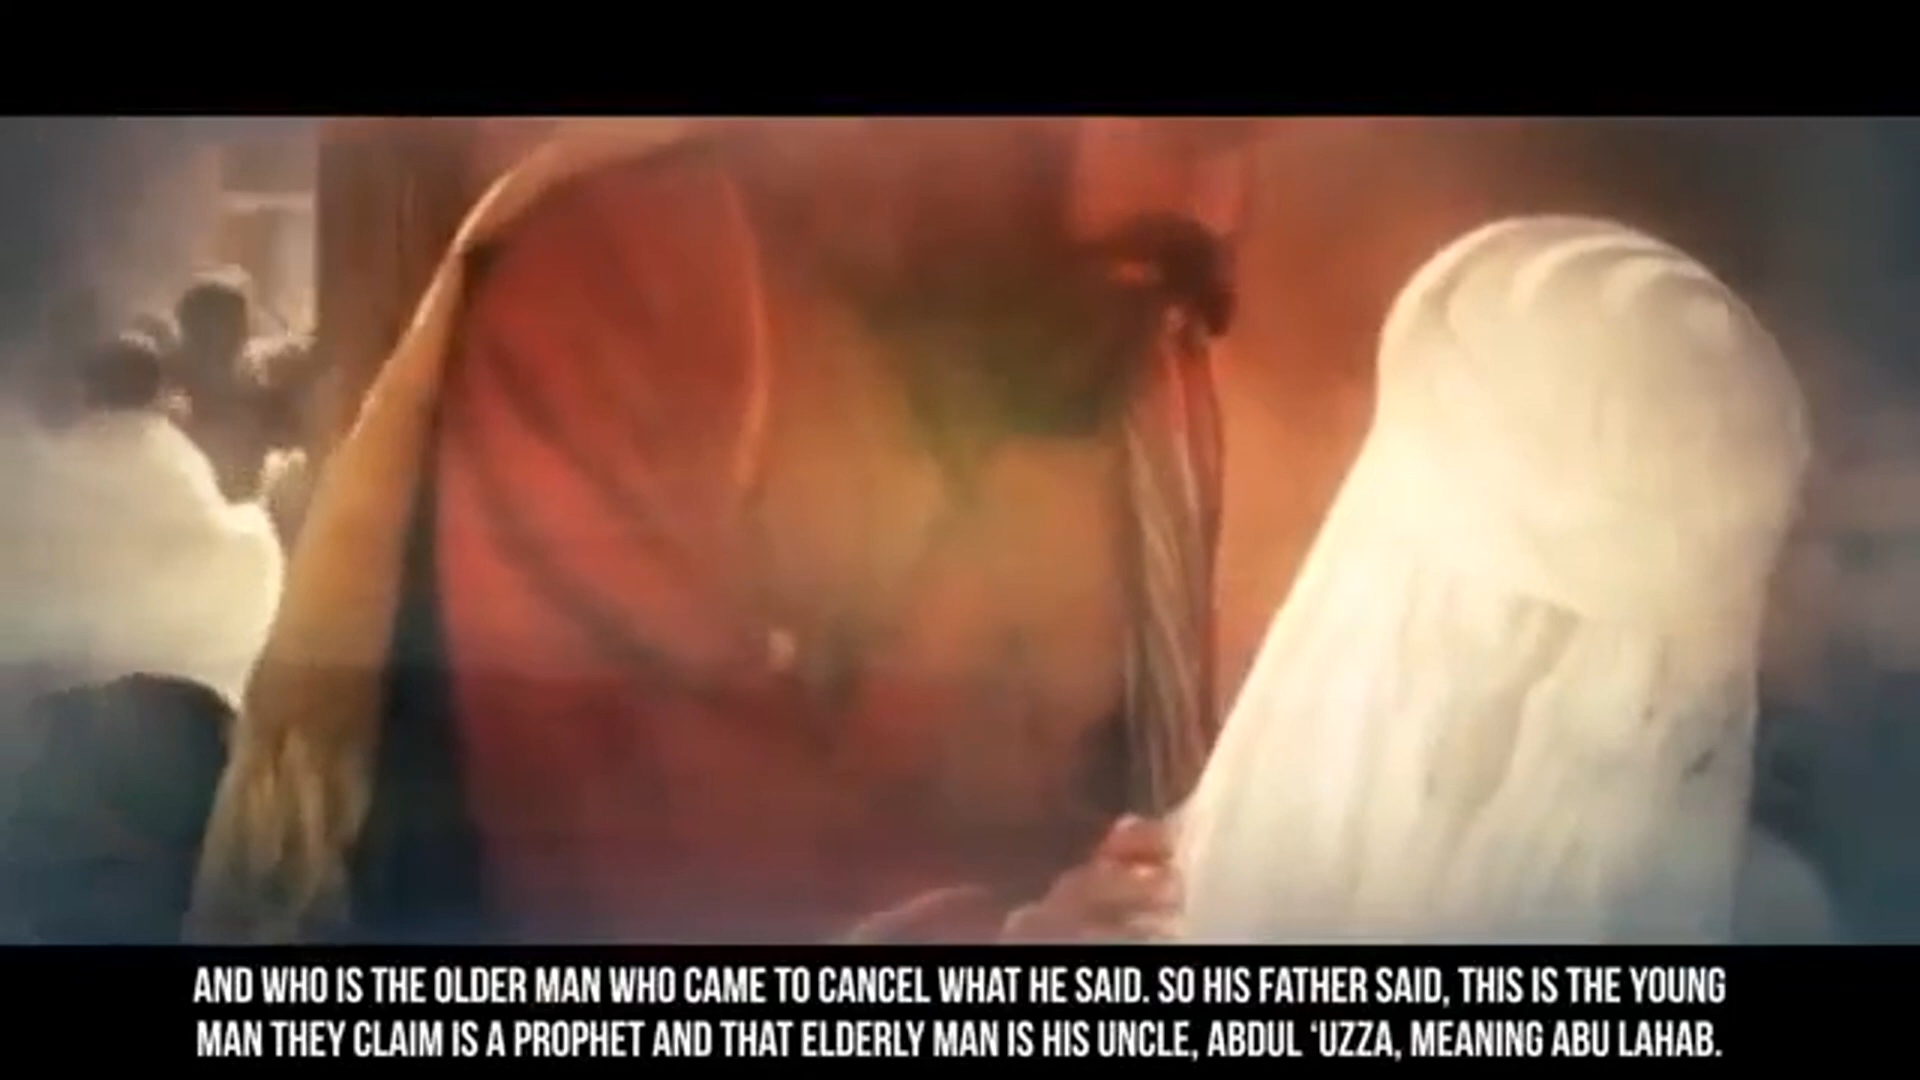 AND WHO IS THE OLDER MAN WHO CAME TO CANCEL WHAT HE SAID. SO HIS FATHER SAID, THIS IS THE YOUNG
MAN THEY CLAIM IS A PROPHET AND THAT ELDERLY MAN IS HIS UNCLE, ABDUL ‘UZZA, MEANING ABU LAHAB.